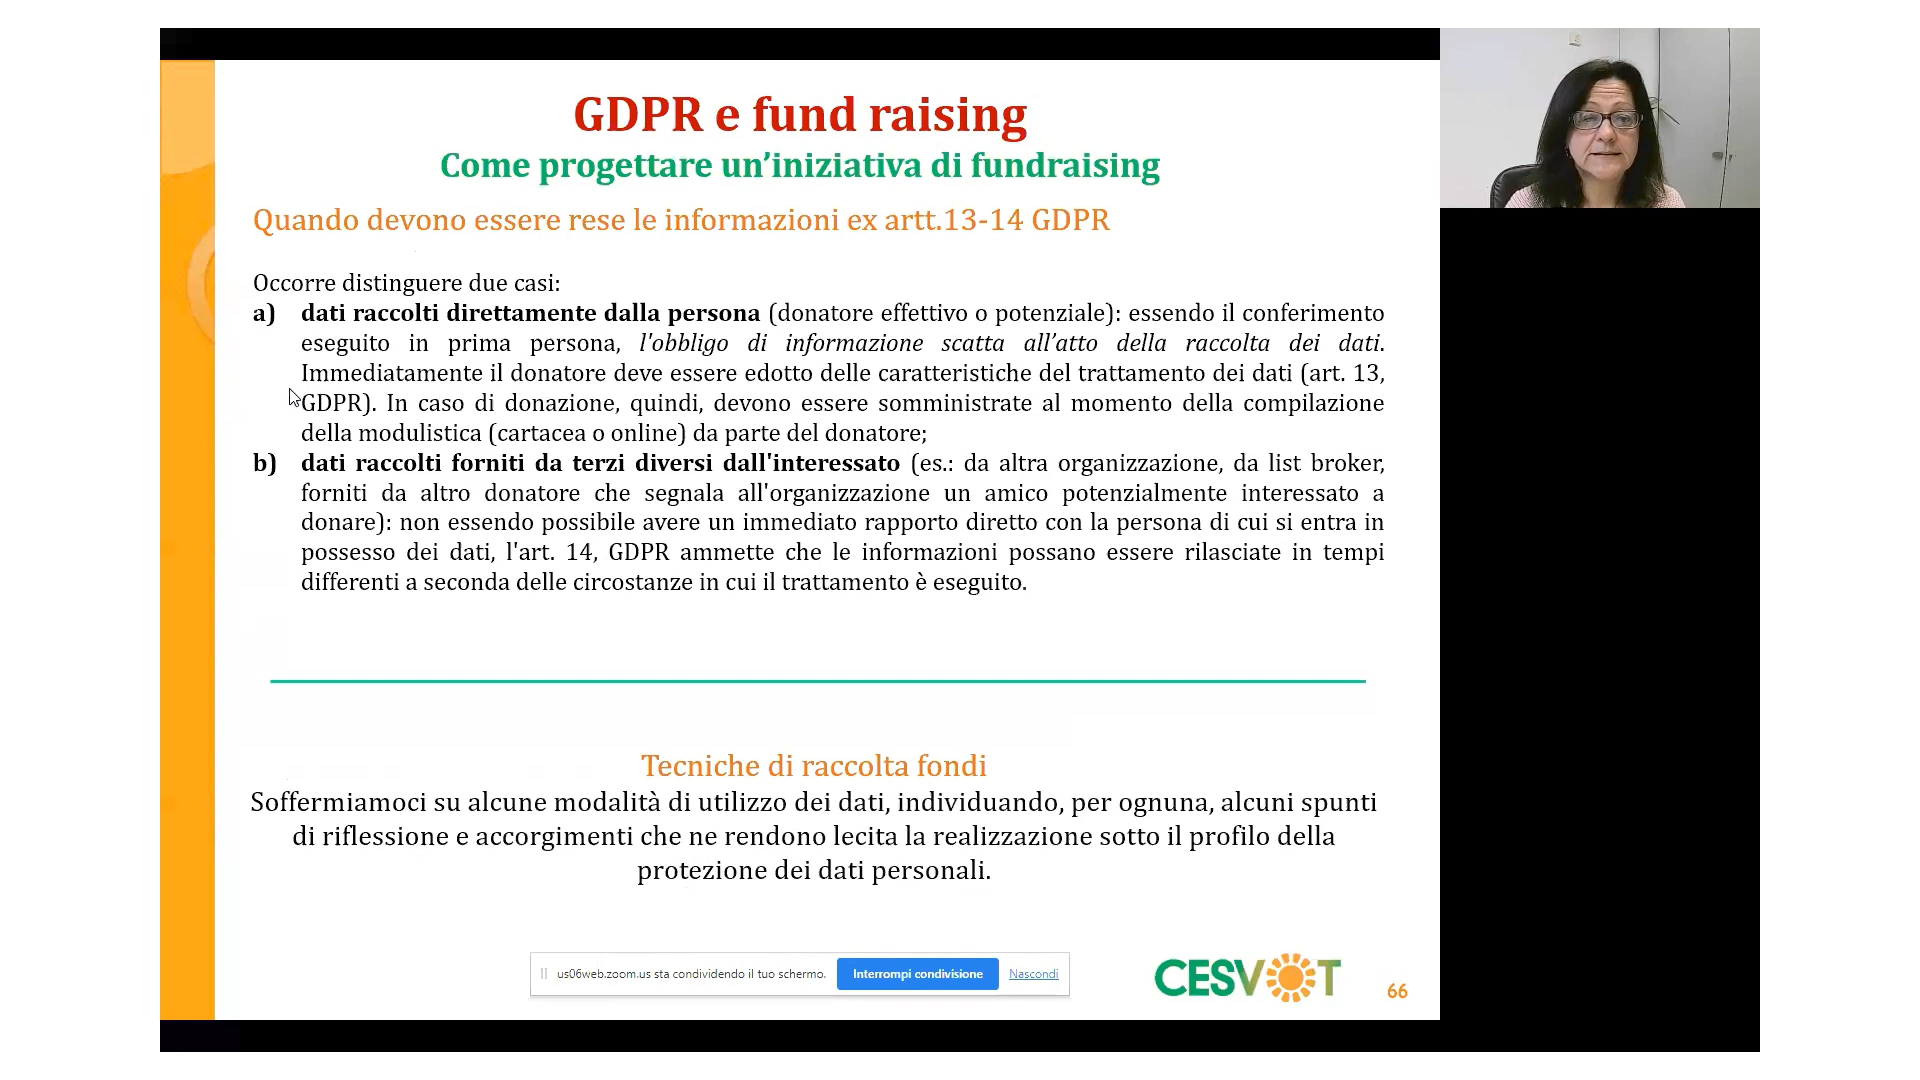 GDPR e fund raising
Come progettare un’iniziativa di fundraising
Quando devono essere rese le informazioni ex artt.13-14 GDPR
Occorre distinguere due casi:
a) dati raccolti direttamente dalla persona (donatore effettivo o potenziale): essendo il conferimento
eseguito in prima persona, l'obbligo di informazione scatta all’atto della raccolta dei dati.
Immediatamente il donatore deve essere edotto delle caratteristiche del trattamento dei dati (art. 13,
GDPR). In caso di donazione, quindi, devono essere somministrate al momento della compilazione
della modulistica (cartacea o online) da parte del donatore;
b) dati raccolti forniti da terzi diversi dall'interessato (es.: da altra organizzazione, da list broker,
forniti da altro donatore che segnala all'organizzazione un amico potenzialmente interessato a
donare): non essendo possibile avere un immediato rapporto diretto con la persona di cui si entra in
possesso dei dati, l'art. 14, GDPR ammette che le informazioni possano essere rilasciate in tempi
differenti a seconda delle circostanze in cui il trattamento è eseguito.
Tecniche di raccolta fondi
Soffermiamoci su alcune modalità di utilizzo dei dati, individuando, per ognuna, alcuni spunti
di riflessione e accorgimenti che ne rendono lecita la realizzazione sotto il profilo della
protezione dei dati personali.
us06web.zoom.us sta condividendo il tuo schermo. Interrompi condivisione Nascondi
CESVOT
66